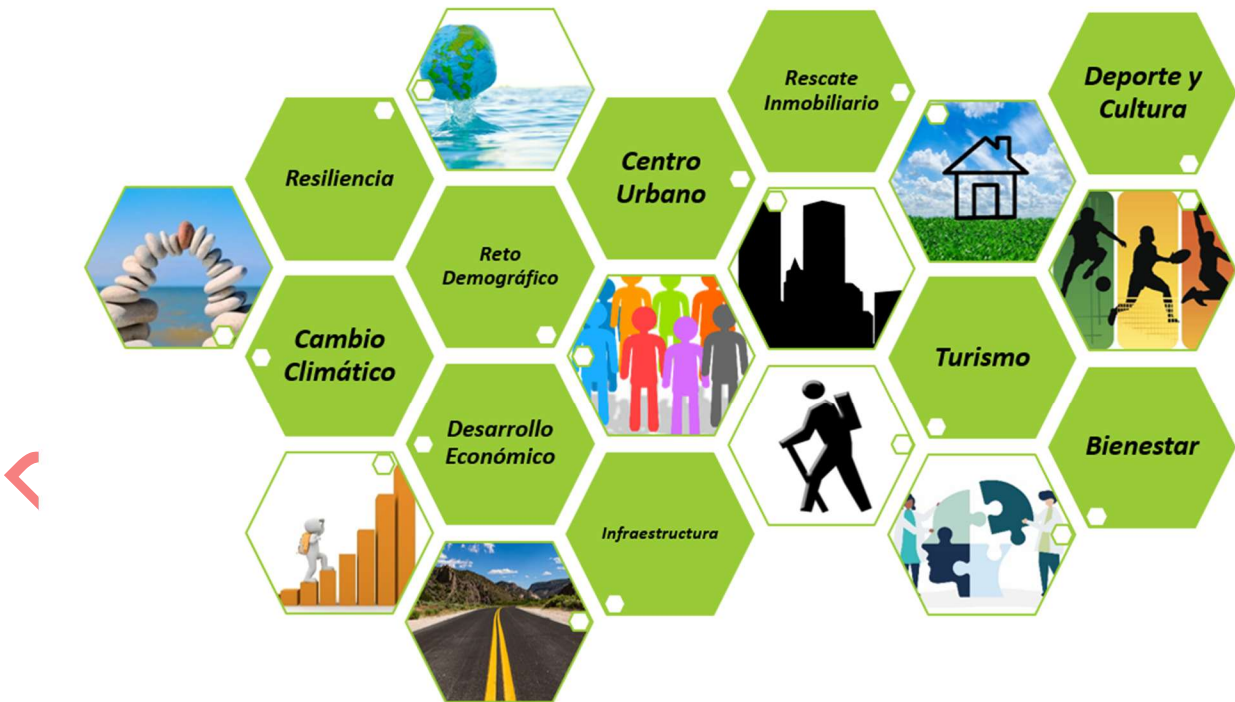 Rescate
Inmobiliario
Deporte y
Cultura
Resiliencia
Centro
Urbano
Reto
Demográfico
Cambio
Climático
Turismo
Desarrollo
Económico
Bienestar
Infraestructura